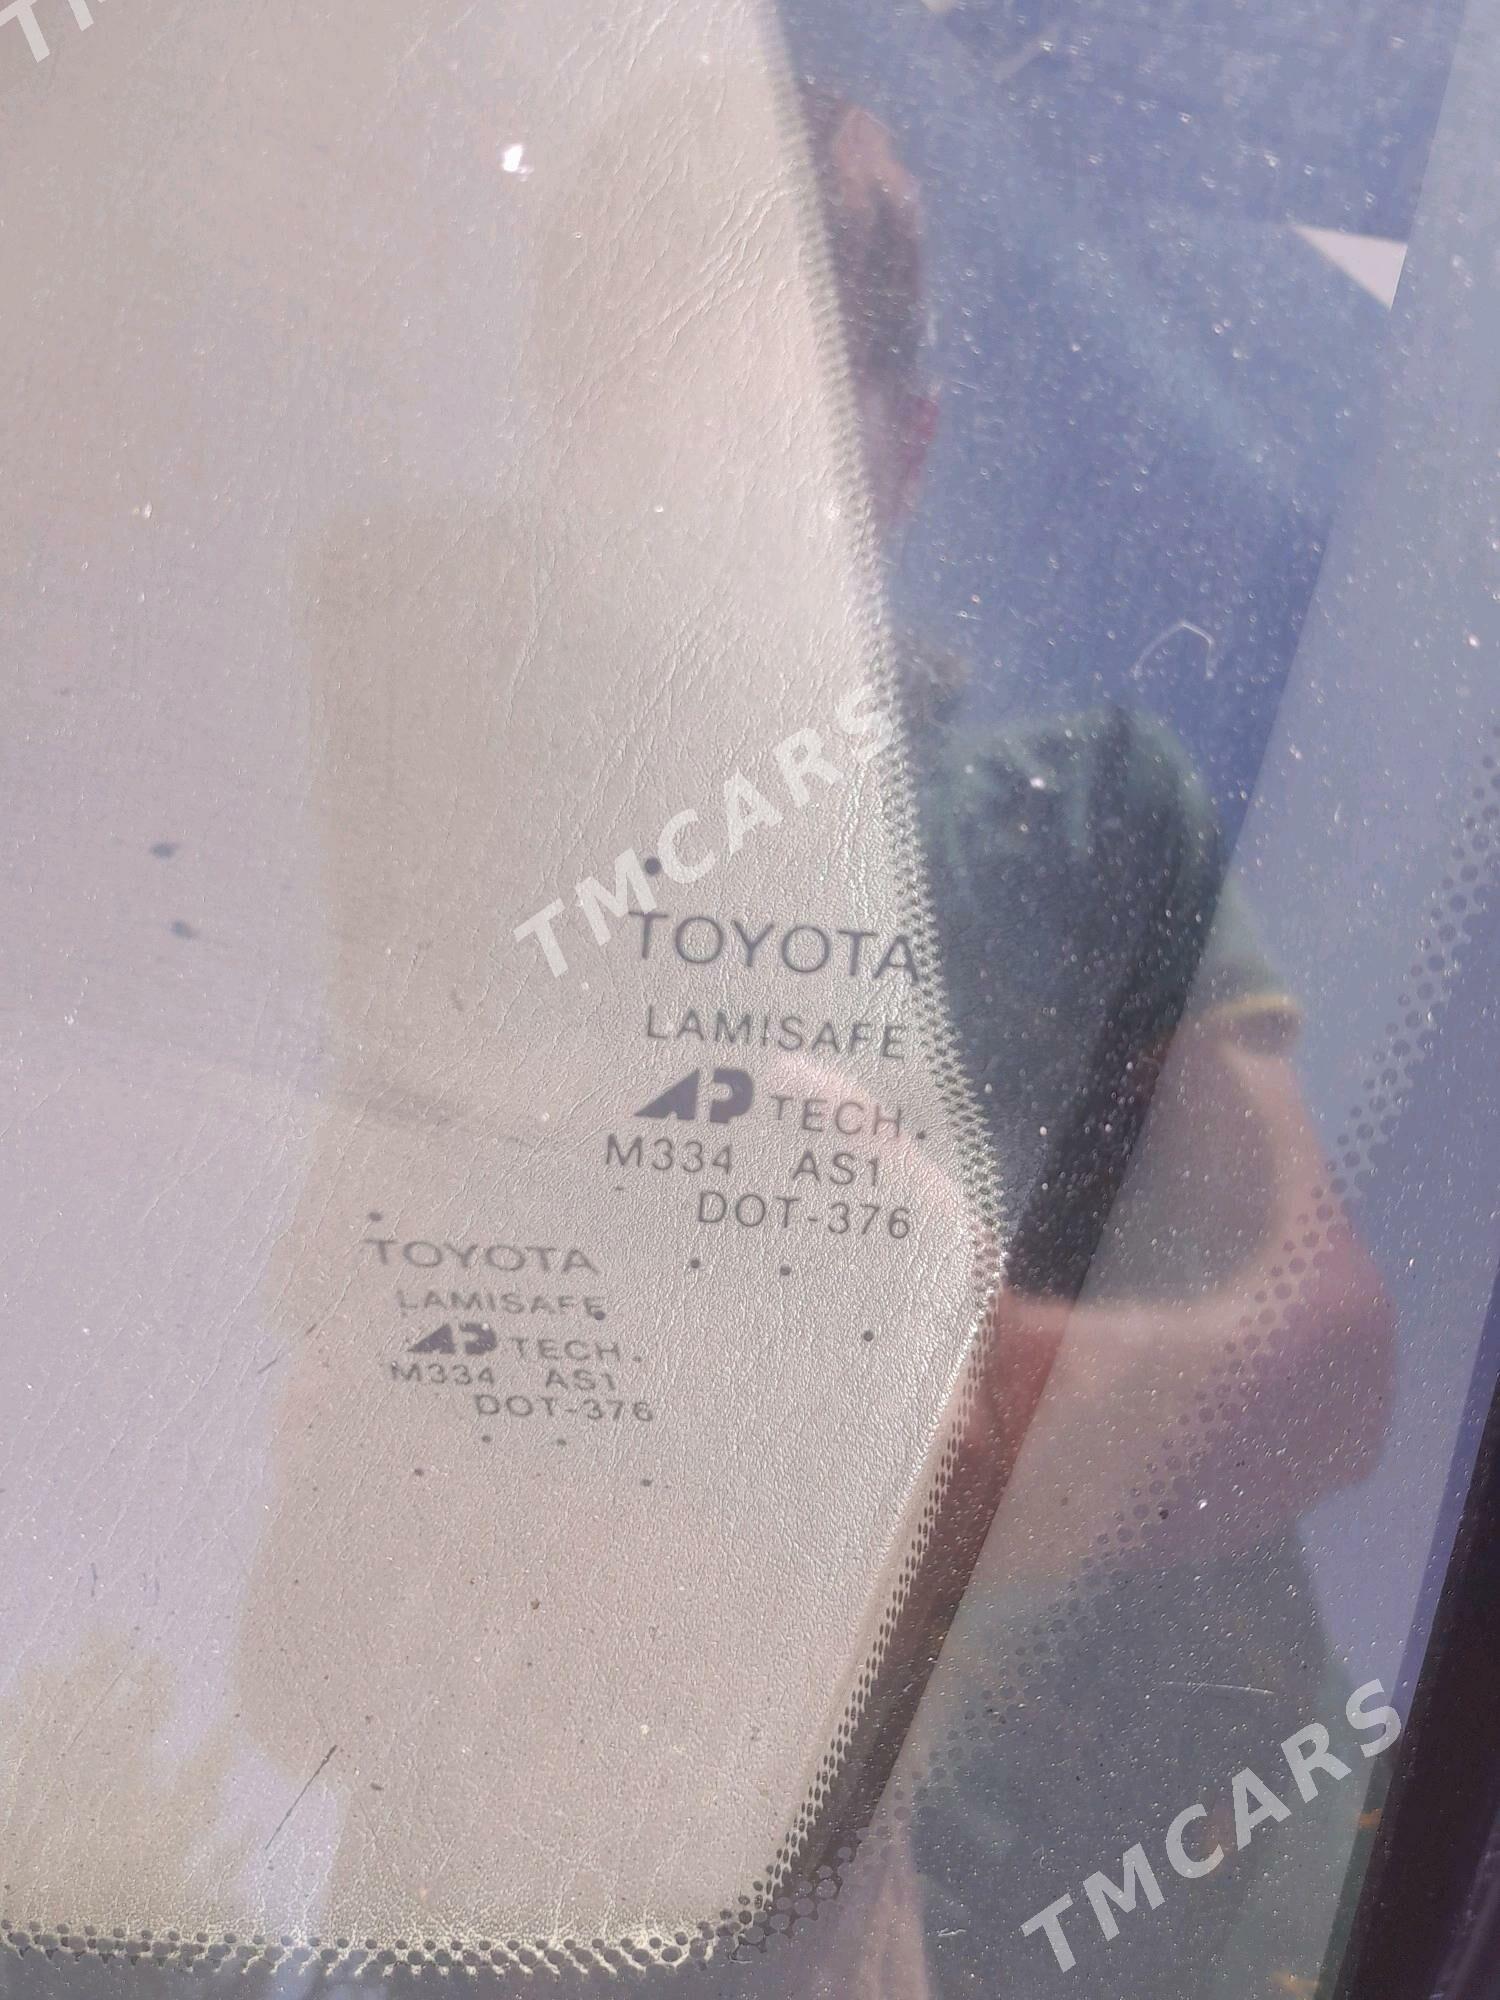 TMCARS
TOYOTA
LAMISAFE
AP TECH.
M334 AS1
DOT-376
TOYOTA
LAMISAFE
AP TECH.
M334 AS1
DOT-376
TMCARS